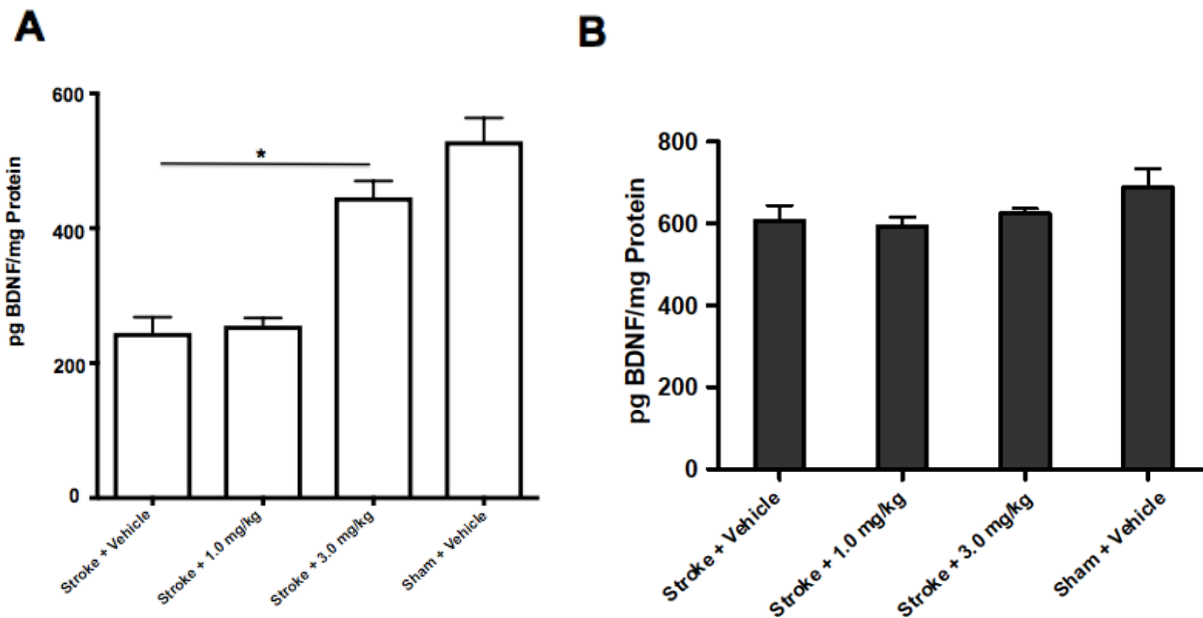 A
pg BDNF/mg Protein
600
400
200
0
*
Stroke + Vehicle
Stroke + 1.0 mg/kg
Stroke + 3.0 mg/kg
Sham + Vehicle
B
pg BDNF/mg Protein
800
600
400
200
0
Stroke + Vehicle
Stroke + 1.0 mg/kg
Stroke + 3.0 mg/kg
Sham + Vehicle